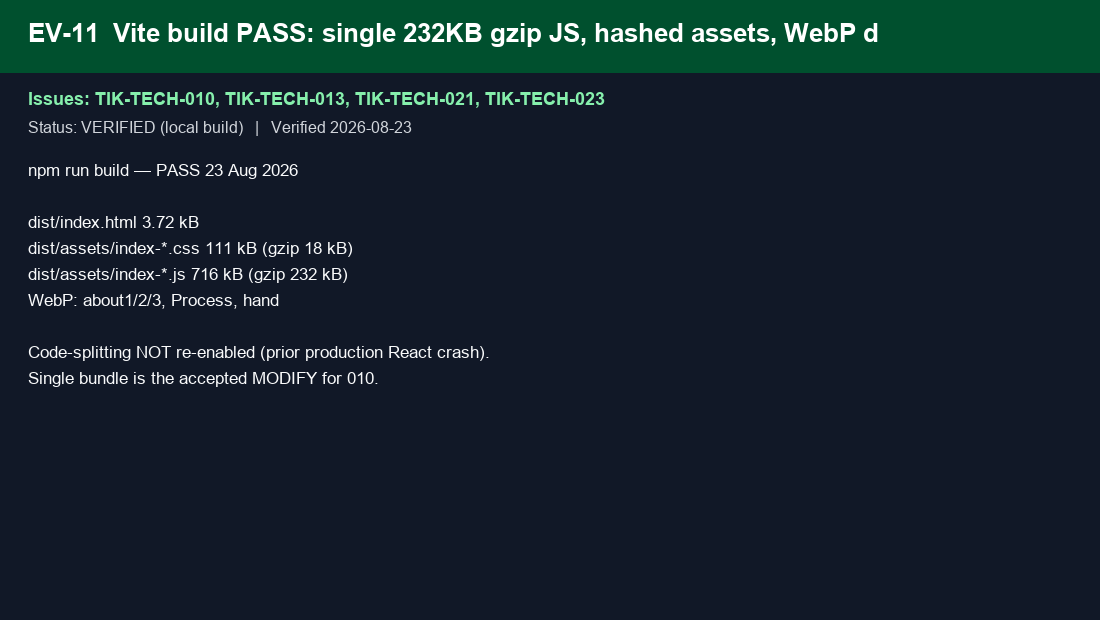 EV-11  Vite build PASS: single 232KB gzip JS, hashed assets, WebP d
Issues: TIK-TECH-010, TIK-TECH-013, TIK-TECH-021, TIK-TECH-023
Status: VERIFIED (local build)  |  Verified 2026-08-23
npm run build — PASS 23 Aug 2026
dist/index.html 3.72 kB
dist/assets/index-*.css 111 kB (gzip 18 kB)
dist/assets/index-*.js 716 kB (gzip 232 kB)
WebP: about1/2/3, Process, hand
Code-splitting NOT re-enabled (prior production React crash).
Single bundle is the accepted MODIFY for 010.